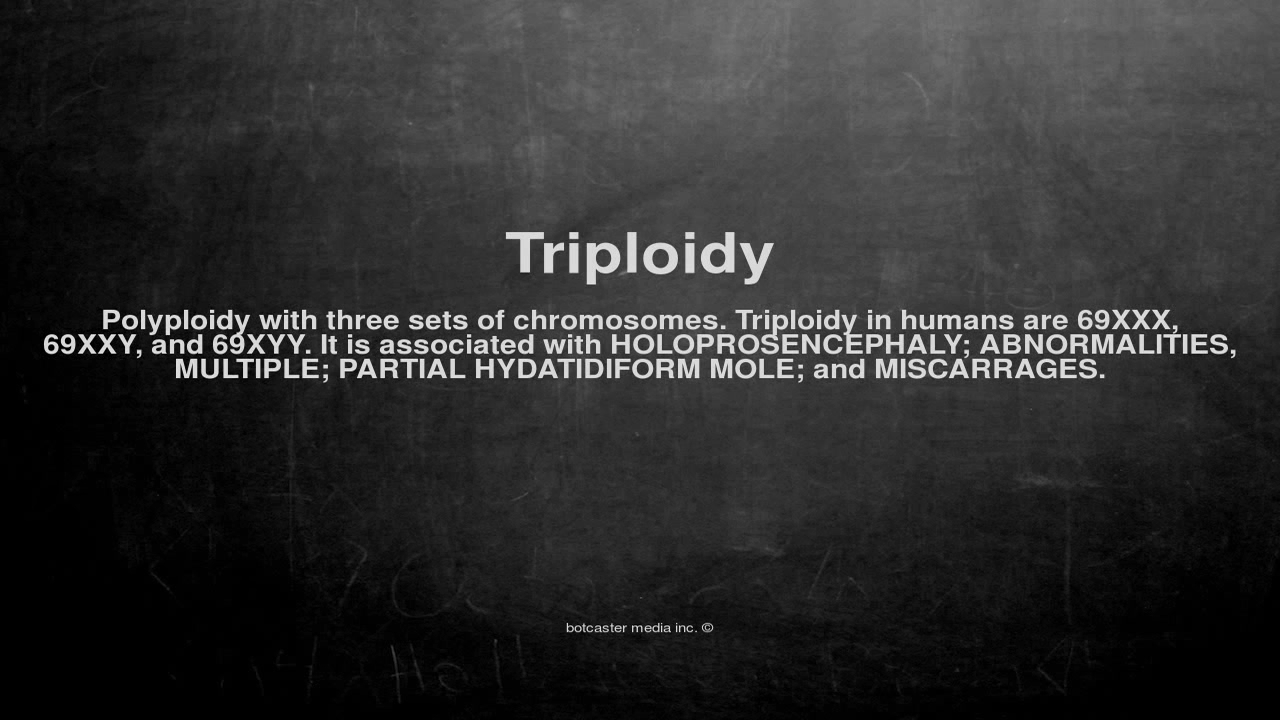 Triploidy
Polyploidy with three sets of chromosomes. Triploidy in humans are 69XXX,
69XXY, and 69XYY. It is associated with HOLOPROSENCEPHALY; ABNORMALITIES,
MULTIPLE; PARTIAL HYDATIDIFORM MOLE; and MISCARRAGES.
botcaster media inc. ©